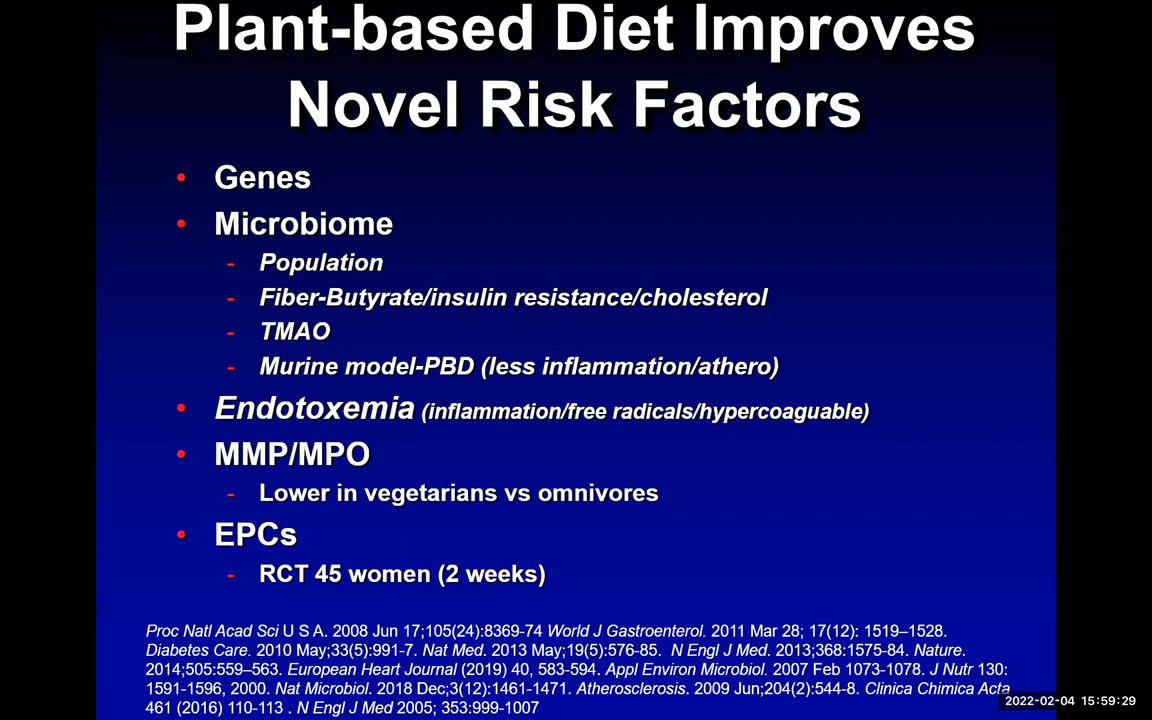 Plant-based Diet Improves
Novel Risk Factors
• Genes
• Microbiome
- Population
- Fiber-Butyrate/insulin resistance/cholesterol
- TMAO
- Murine model-PBD (less inflammation/athero)
• Endotoxemia (inflammation/free radicals/hypercoaguable)
• MMP/MPO
- Lower in vegetarians vs omnivores
• EPCs
- RCT 45 women (2 weeks)
Proc Natl Acad Sci U S A. 2008 Jun 17;105(24):8369-74 World J Gastroenterol. 2011 Mar 28; 17(12): 1519–1528.
Diabetes Care. 2010 May;33(5):991-7. Nat Med. 2013 May;19(5):576-85. N Engl J Med. 2013;368:1575-84. Nature.
2014;505:559–563. European Heart Journal (2019) 40, 583-594. Appl Environ Microbiol. 2007 Feb 1073-1078. J Nutr 130:
1591-1596, 2000. Nat Microbiol. 2018 Dec;3(12):1461-1471. Atherosclerosis. 2009 Jun;204(2):544-8. Clinica Chimica Acta
461 (2016) 110-113 . N Engl J Med 2005; 353:999-1007
2022-02-04 15:59:29